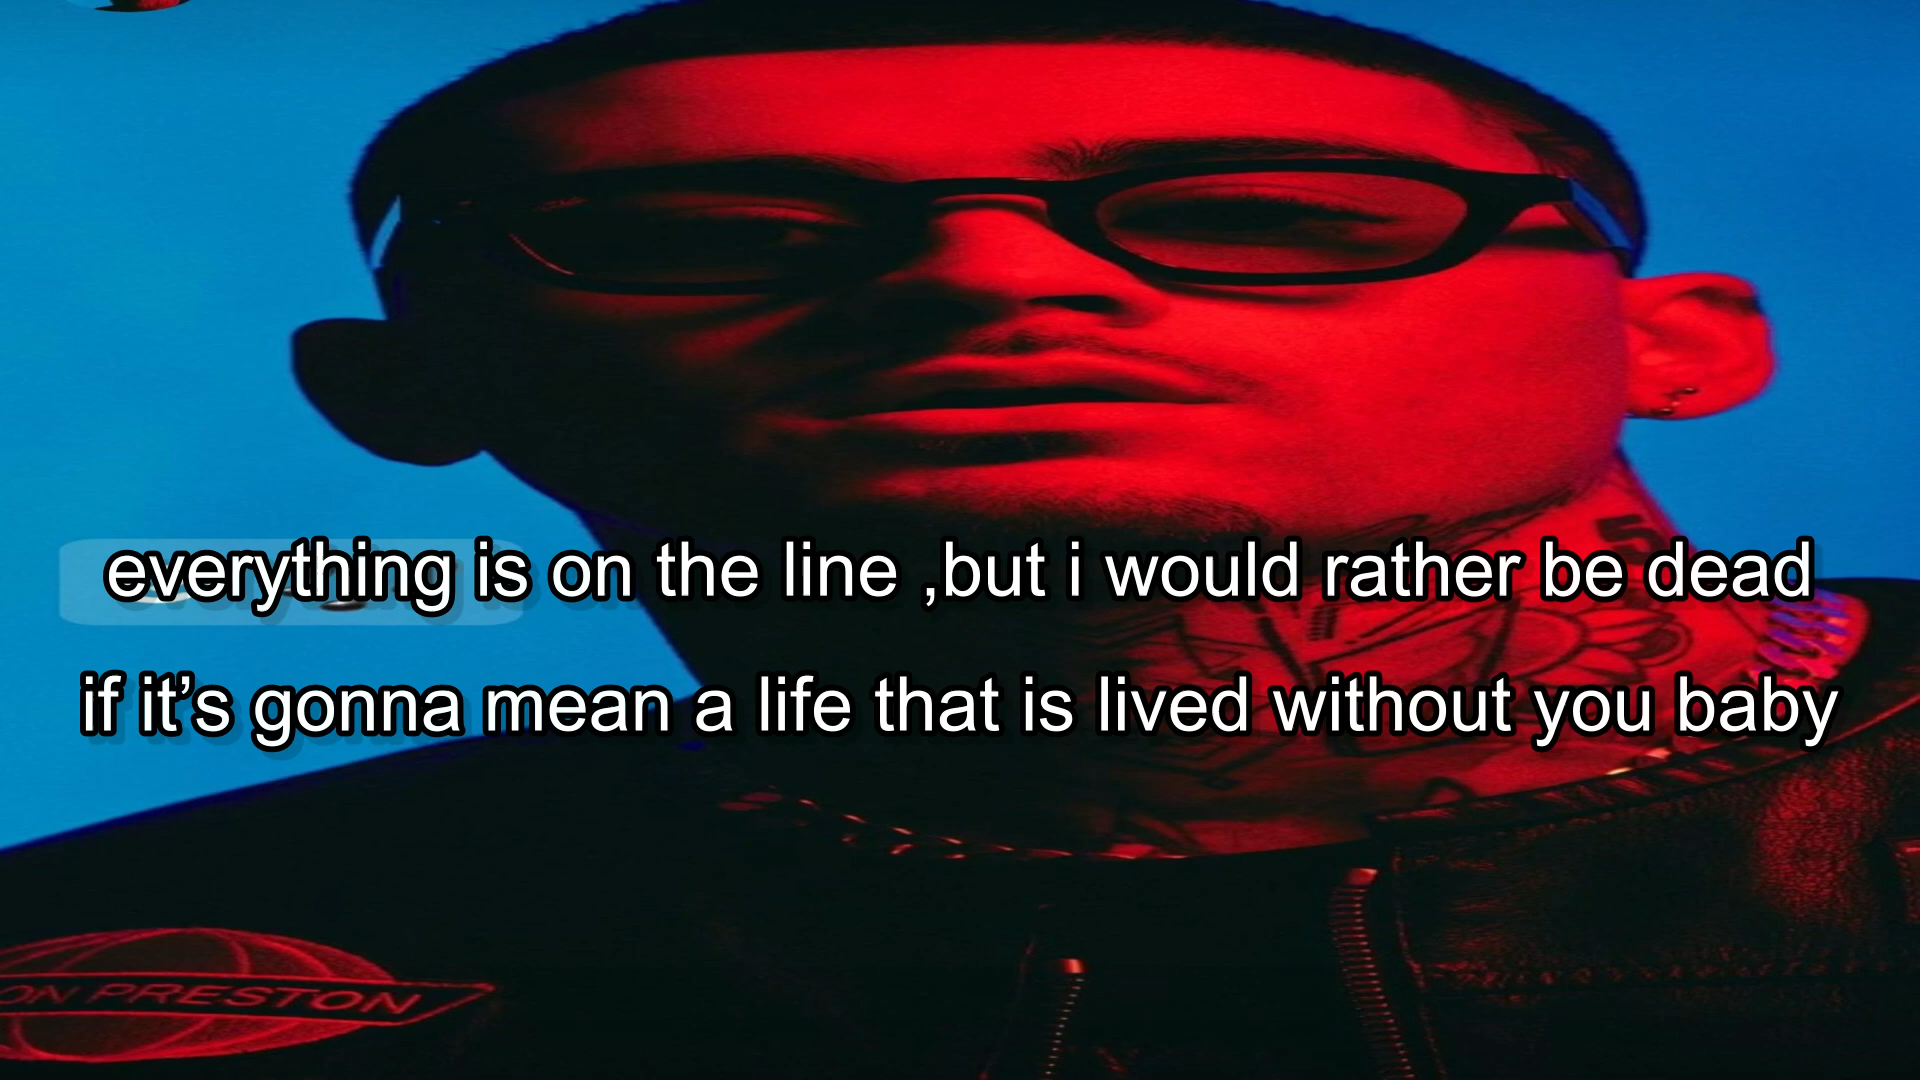 everything is on the line ,but i would rather be dead
if it’s gonna mean a life that is lived without you baby
ON PRESTON